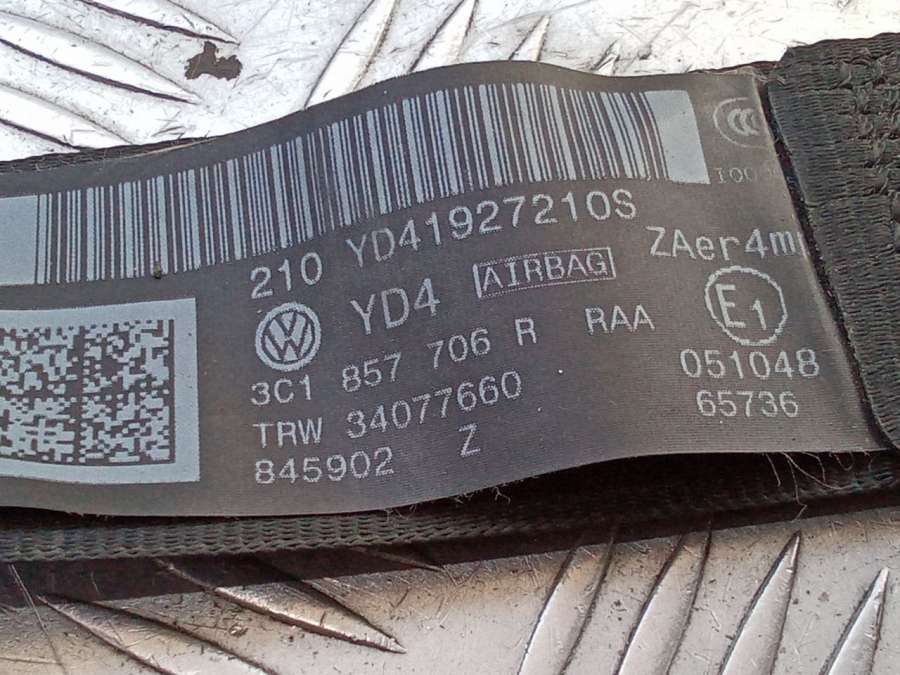 210 YD41927210S
YD4 AIRBAG ZAer4m
3C1 857 706 R RAA E1
TRW 34077660 051048
845902 Z 65736